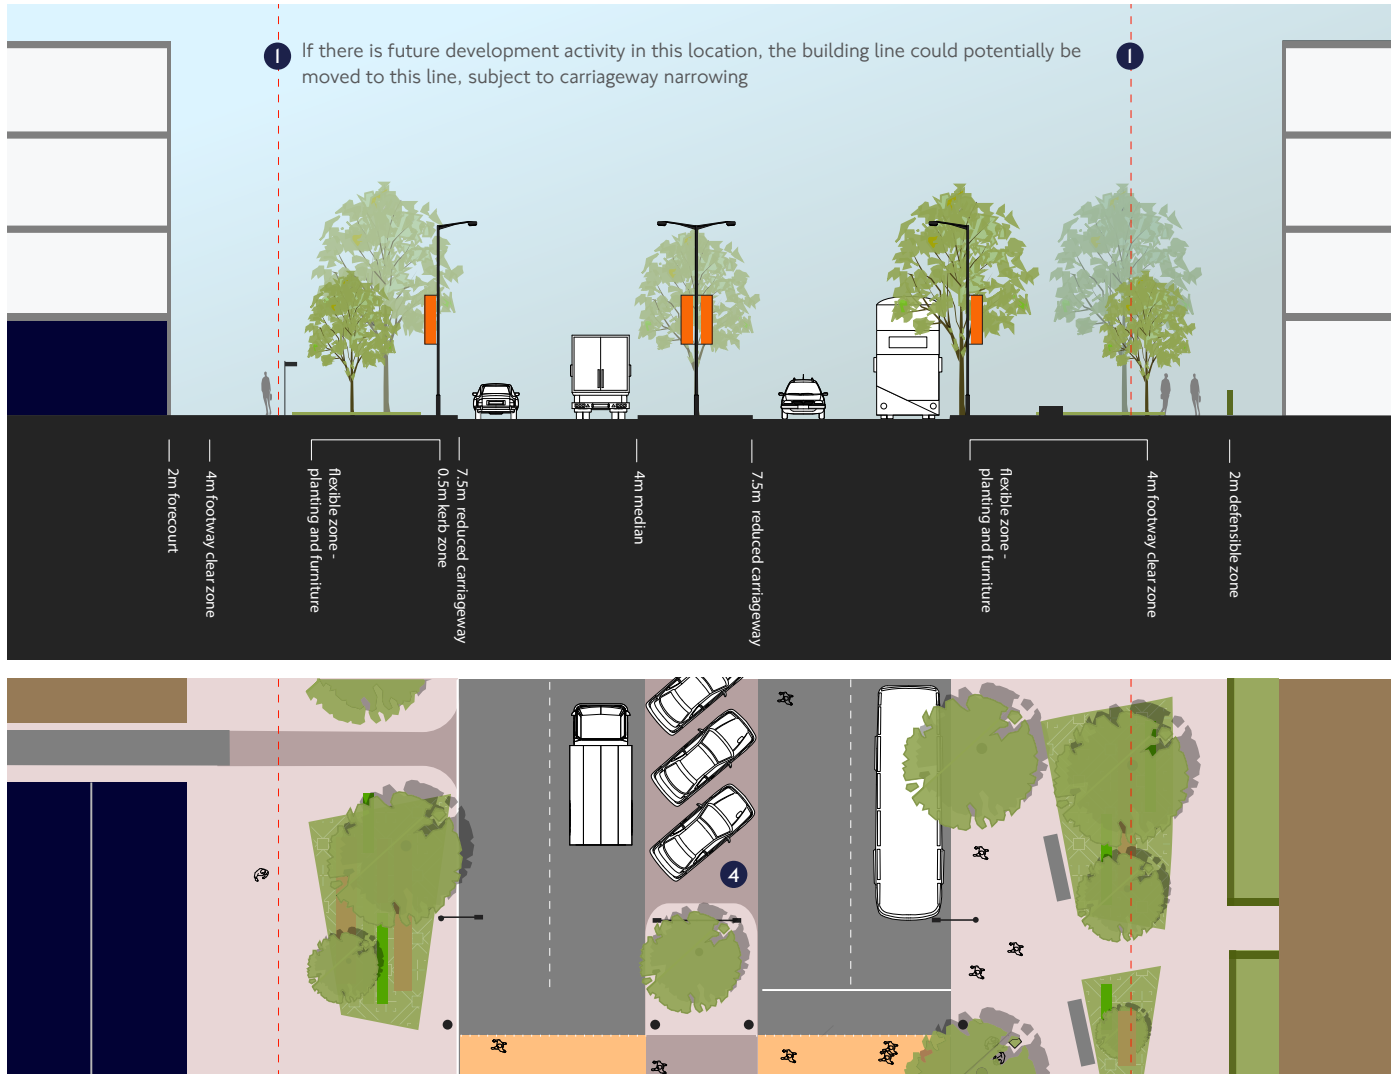 1
If there is future development activity in this location, the building line could potentially be
moved to this line, subject to carriageway narrowing
1
2m forecourt
4m footway clear zone
flexible zone -
planting and furniture
0.5m kerb zone
7.5m reduced carriageway
4m median
7.5m reduced carriageway
flexible zone -
planting and furniture
4m footway clear zone
2m defensible zone
4